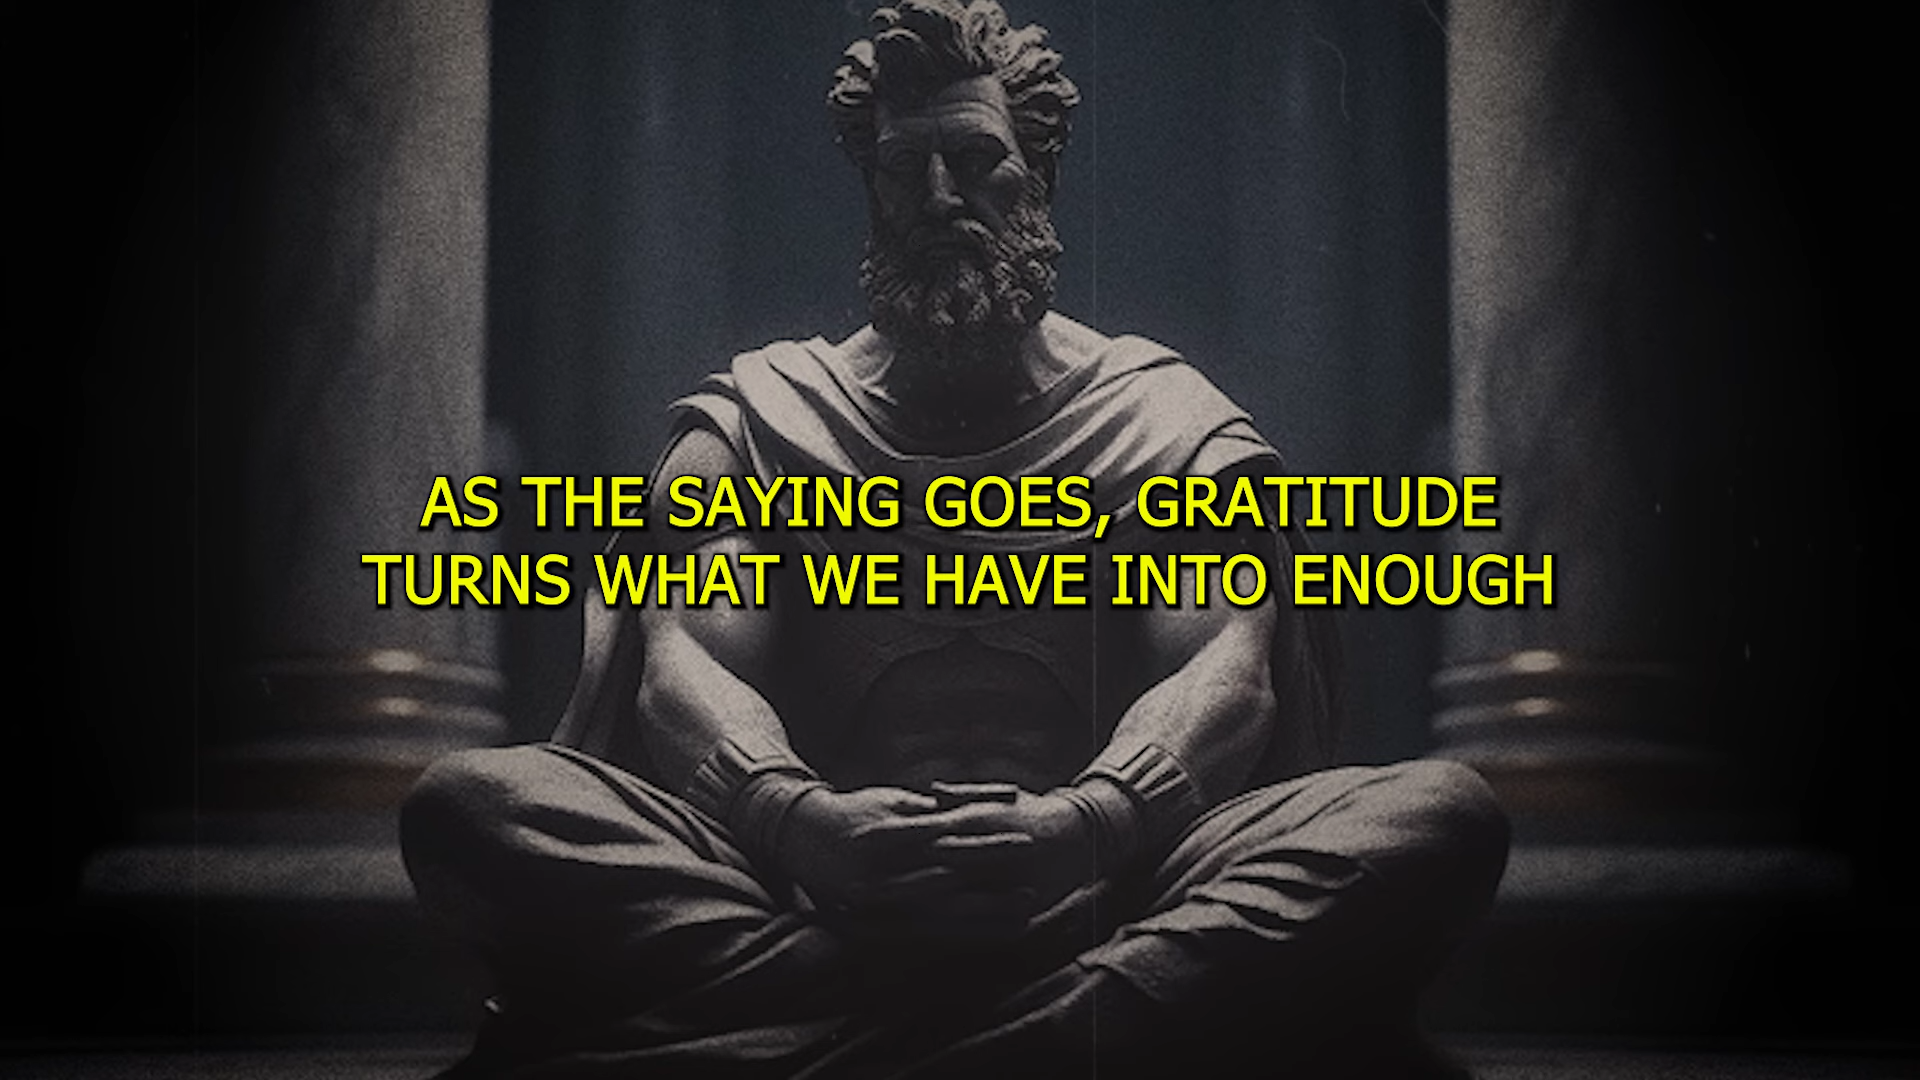 AS THE SAYING GOES, GRATITUDE
TURNS WHAT WE HAVE INTO ENOUGH